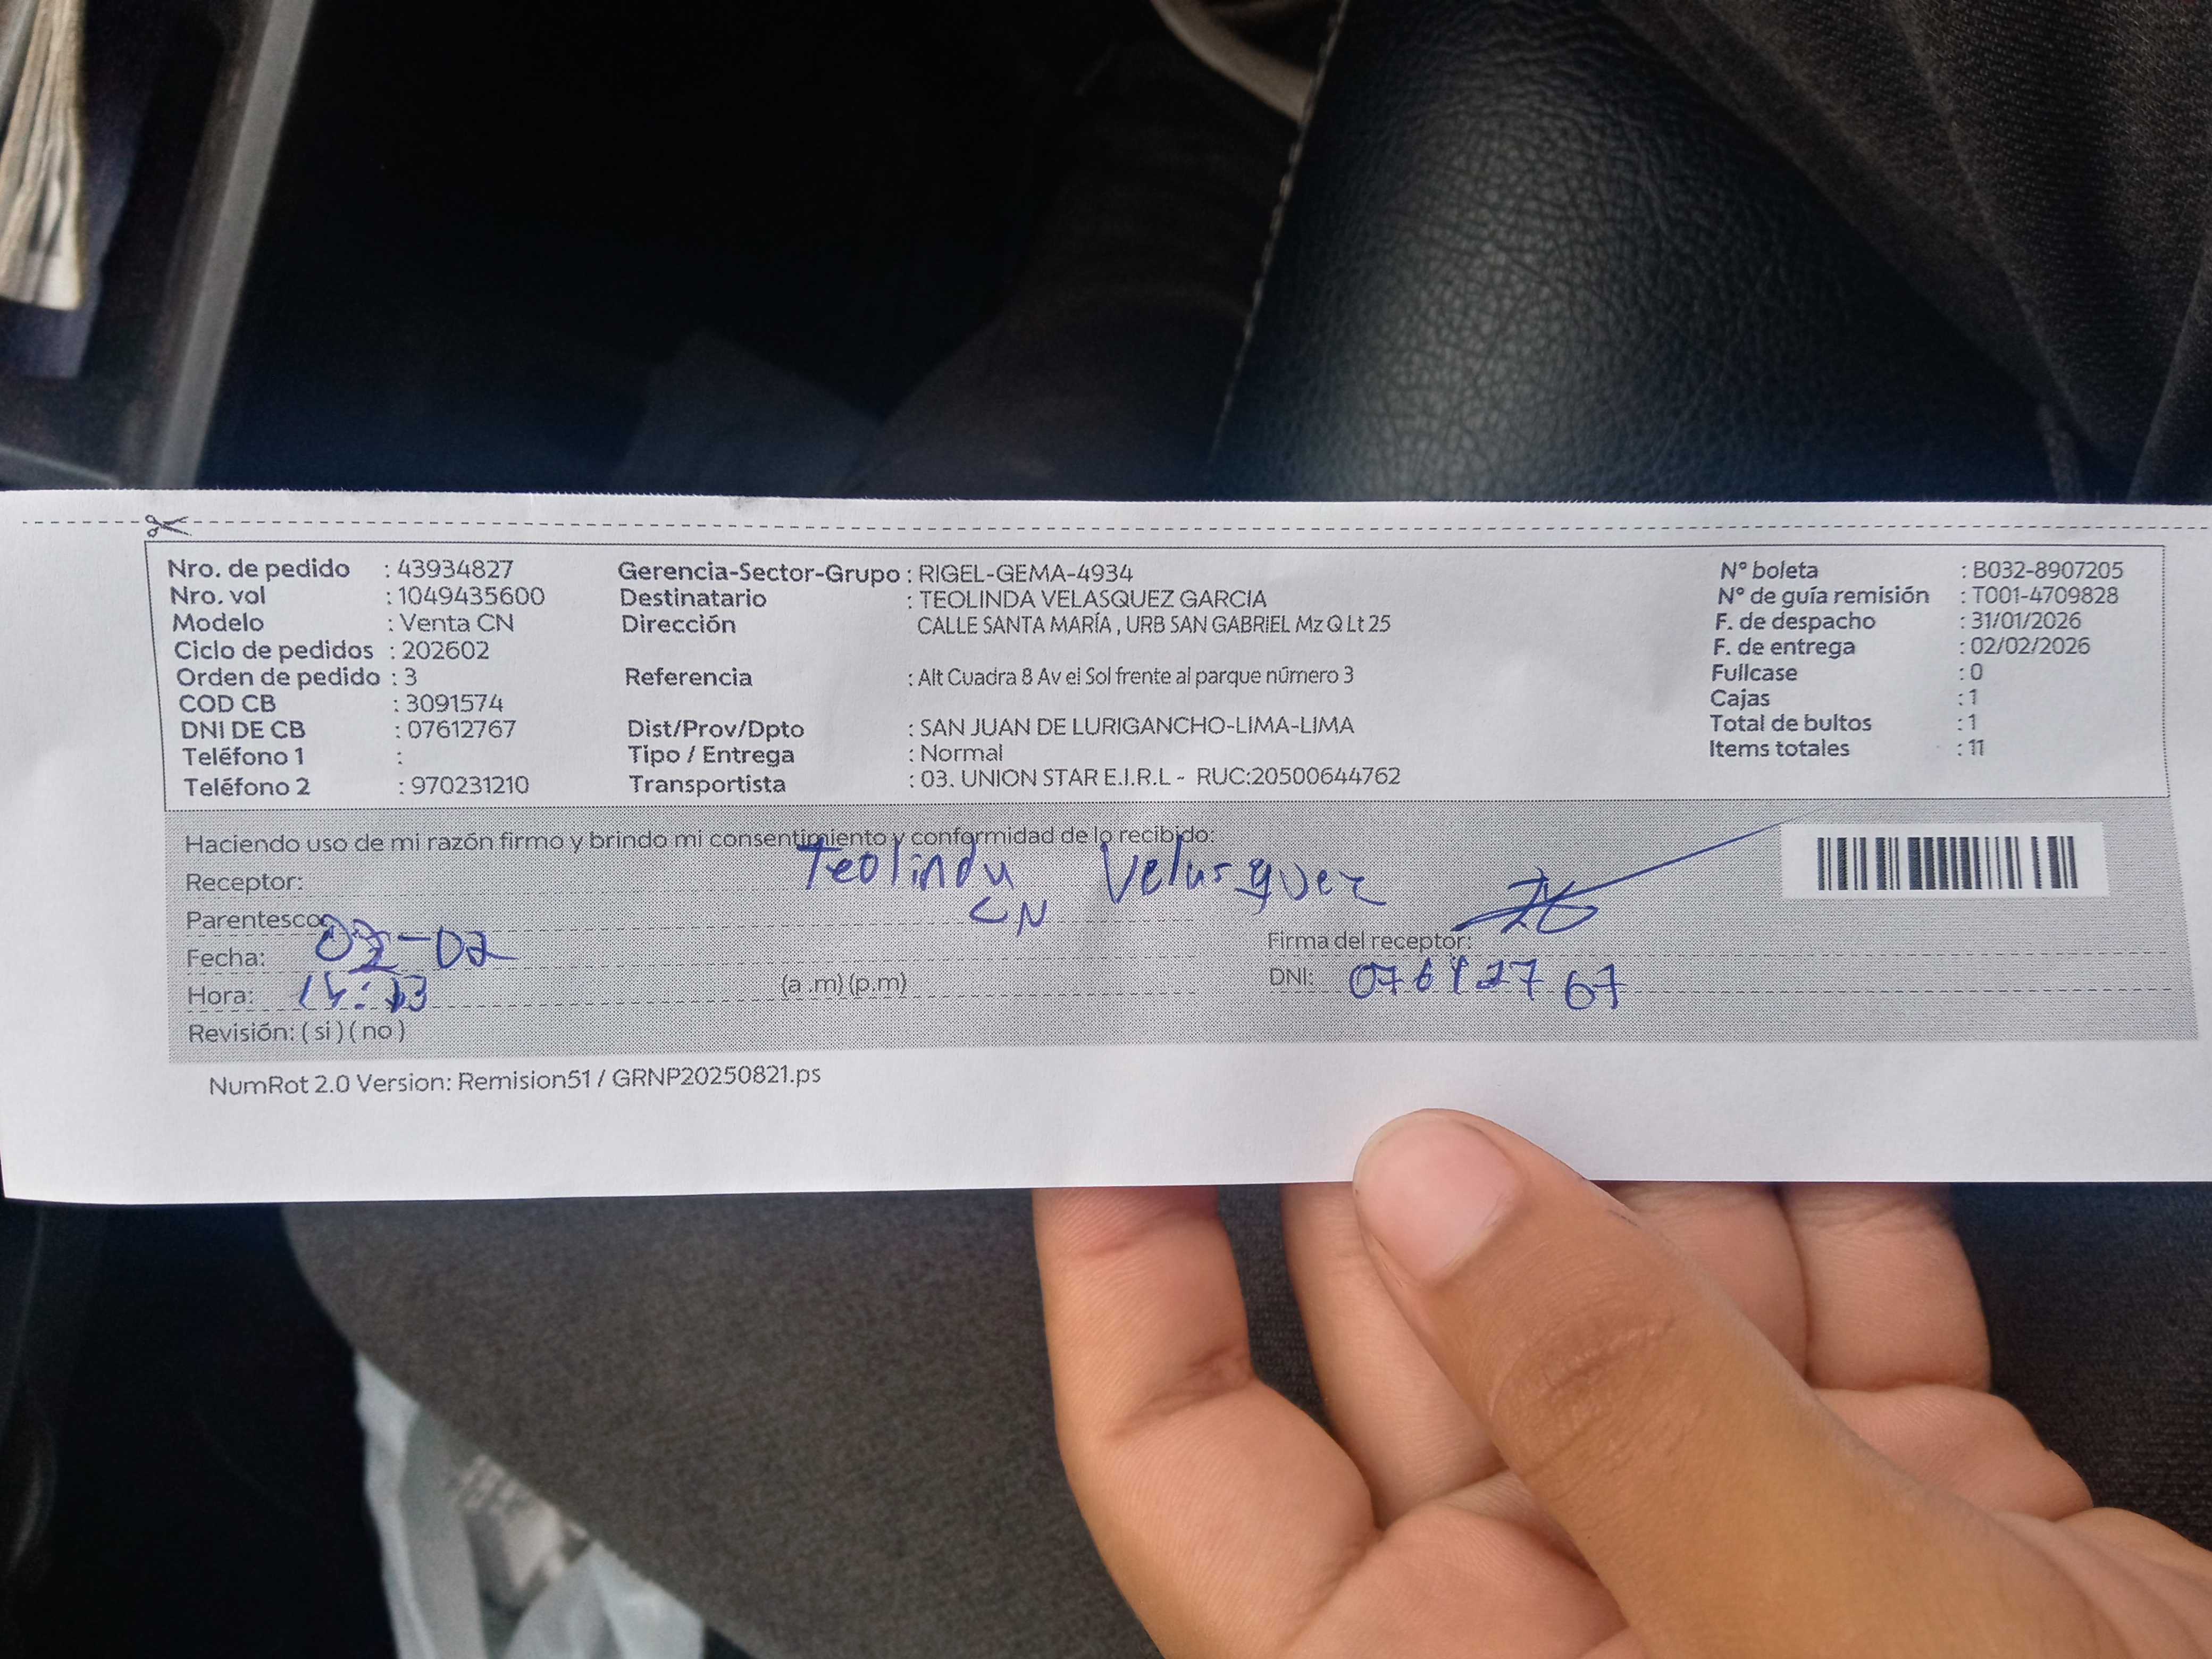 Nro. de pedido : 43934827
Nro. vol : 1049435600
Modelo : Venta CN
Ciclo de pedidos : 202602
Orden de pedido : 3
COD CB : 3091574
DNI DE CB : 07612767
Teléfono 1 :
Teléfono 2 : 970231210
Gerencia-Sector-Grupo : RIGEL-GEMA-4934
Destinatario : TEOLINDA VELASQUEZ GARCIA
Dirección CALLE SANTA MARÍA , URB SAN GABRIEL Mz Q Lt 25
Referencia : Alt Cuadra 8 Av el Sol frente al parque número 3
Dist/Prov/Dpto : SAN JUAN DE LURIGANCHO-LIMA-LIMA
Tipo / Entrega : Normal
Transportista : 03. UNION STAR E.I.R.L - RUC:20500644762
N° boleta : B032-8907205
N° de guía remisión : T001-4709828
F. de despacho : 31/01/2026
F. de entrega : 02/02/2026
Fullcase : 0
Cajas : 1
Total de bultos : 1
Items totales : 11
Haciendo uso de mi razón firmo y brindo mi consentimiento y conformidad de lo recibido:
Receptor: Teolinda Velasquez
Parentesco: CN
Fecha: 02-02
Hora: (a .m) (p.m)
Revisión: ( si ) ( no )
Firma del receptor:
DNI:
NumRot 2.0 Version: Remision51 / GRNP20250821.ps